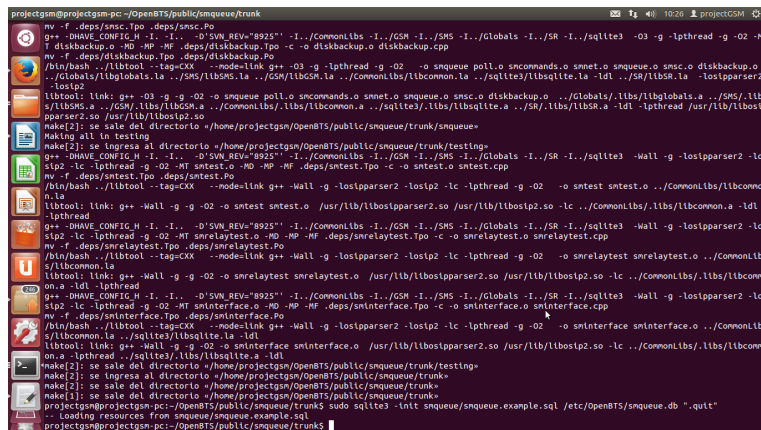 projectgsm@projectgsm-pc: ~/OpenBTS/public/smqueue/trunk
10:26 projectGSM
mv -f .deps/smsc.Tpo .deps/smsc.Po
g++ -DHAVE_CONFIG_H -I. -I.. -D'SVN_REV="8925"' -I../CommonLibs -I../GSM -I../SMS -I../Globals -I../SR -I../sqlite3 -O3 -g -lpthread -g -O2 -M
T diskbackup.o -MD -MP -MF .deps/diskbackup.Tpo -c -o diskbackup.o diskbackup.cpp
mv -f .deps/diskbackup.Tpo .deps/diskbackup.Po
/bin/bash ../libtool --tag=CXX --mode=link g++ -O3 -g -lpthread -g -O2 -o smqueue poll.o smcommands.o smnet.o smqueue.o smsc.o diskbackup.o
../Globals/libglobals.la ../SMS/libSMS.la ../GSM/libGSM.la ../CommonLibs/libcommon.la ../sqlite3/libsqlite.la -ldl ../SR/libSR.la -losipparser2
-losip2
libtool: link: g++ -O3 -g -g -O2 -o smqueue poll.o smcommands.o smnet.o smqueue.o smsc.o diskbackup.o ../Globals/.libs/libglobals.a ../SMS/.lib
s/libSMS.a ../GSM/.libs/libGSM.a ../CommonLibs/.libs/libcommon.a ../sqlite3/.libs/libsqlite.a ../SR/.libs/libSR.a -ldl -lpthread /usr/lib/libosi
pparser2.so /usr/lib/libosip2.so
make[2]: se sale del directorio «/home/projectgsm/OpenBTS/public/smqueue/trunk/smqueue»
Making all in testing
make[2]: se ingresa al directorio «/home/projectgsm/OpenBTS/public/smqueue/trunk/testing»
g++ -DHAVE_CONFIG_H -I. -I.. -D'SVN_REV="8925"' -I../CommonLibs -I../GSM -I../SMS -I../Globals -I../SR -I../sqlite3 -Wall -g -losipparser2 -lo
sip2 -lc -lpthread -g -O2 -MT smtest.o -MD -MP -MF .deps/smtest.Tpo -c -o smtest.o smtest.cpp
mv -f .deps/smtest.Tpo .deps/smtest.Po
/bin/bash ../libtool --tag=CXX --mode=link g++ -Wall -g -losipparser2 -losip2 -lc -lpthread -g -O2 -o smtest smtest.o ../CommonLibs/libcommo
n.la
libtool: link: g++ -Wall -g -g -O2 -o smtest smtest.o /usr/lib/libosipparser2.so /usr/lib/libosip2.so -lc ../CommonLibs/.libs/libcommon.a -ldl
-lpthread
g++ -DHAVE_CONFIG_H -I. -I.. -D'SVN_REV="8925"' -I../CommonLibs -I../GSM -I../SMS -I../Globals -I../SR -I../sqlite3 -Wall -g -losipparser2 -lo
sip2 -lc -lpthread -g -O2 -MT smrelaytest.o -MD -MP -MF .deps/smrelaytest.Tpo -c -o smrelaytest.o smrelaytest.cpp
mv -f .deps/smrelaytest.Tpo .deps/smrelaytest.Po
/bin/bash ../libtool --tag=CXX --mode=link g++ -Wall -g -losipparser2 -losip2 -lc -lpthread -g -O2 -o smrelaytest smrelaytest.o ../CommonLib
s/libcommon.la
libtool: link: g++ -Wall -g -g -O2 -o smrelaytest smrelaytest.o /usr/lib/libosipparser2.so /usr/lib/libosip2.so -lc ../CommonLibs/.libs/libcomm
on.a -ldl -lpthread
246
g++ -DHAVE_CONFIG_H -I. -I.. -D'SVN_REV="8925"' -I../CommonLibs -I../GSM -I../SMS -I../Globals -I../SR -I../sqlite3 -Wall -g -losipparser2 -lo
sip2 -lc -lpthread -g -O2 -MT sminterface.o -MD -MP -MF .deps/sminterface.Tpo -c -o sminterface.o sminterface.cpp
mv -f .deps/sminterface.Tpo .deps/sminterface.Po
/bin/bash ../libtool --tag=CXX --mode=link g++ -Wall -g -losipparser2 -losip2 -lc -lpthread -g -O2 -o sminterface sminterface.o ../CommonLib
s/libcommon.la ../sqlite3/libsqlite.la -ldl
libtool: link: g++ -Wall -g -g -O2 -o sminterface sminterface.o /usr/lib/libosipparser2.so /usr/lib/libosip2.so -lc ../CommonLibs/.libs/libcomm
on.a -lpthread ../sqlite3/.libs/libsqlite.a -ldl
make[2]: se sale del directorio «/home/projectgsm/OpenBTS/public/smqueue/trunk/testing»
make[2]: se ingresa al directorio «/home/projectgsm/OpenBTS/public/smqueue/trunk»
make[2]: se sale del directorio «/home/projectgsm/OpenBTS/public/smqueue/trunk»
make[1]: se sale del directorio «/home/projectgsm/OpenBTS/public/smqueue/trunk»
projectgsm@projectgsm-pc:~/OpenBTS/public/smqueue/trunk$ sudo sqlite3 -init smqueue/smqueue.example.sql /etc/OpenBTS/smqueue.db ".quit"
-- Loading resources from smqueue/smqueue.example.sql
projectgsm@projectgsm-pc:~/OpenBTS/public/smqueue/trunk$